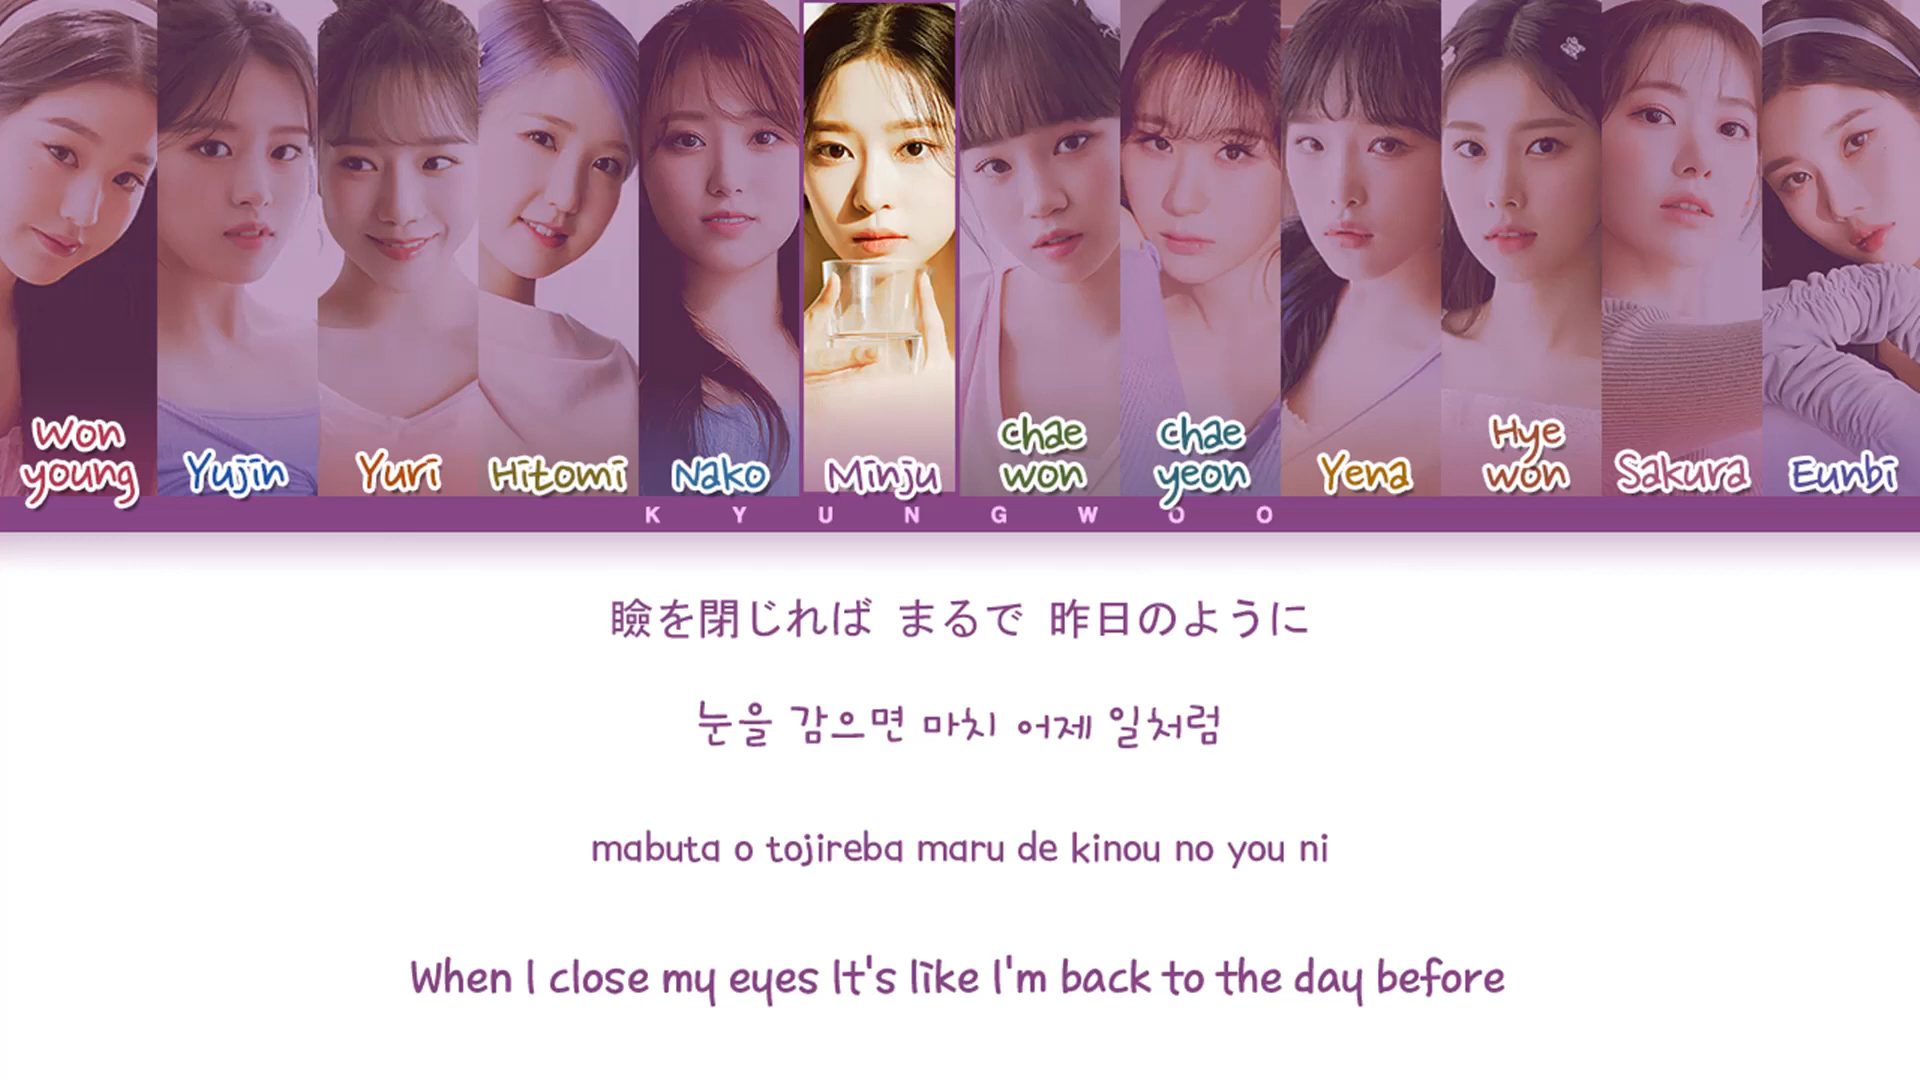 Won
young
Yujin
Yuri
Hitomi
Nako
Minju
chae
won
chae
yeon
Yena
Hye
won
Sakura
Eunbi
KYUNGWOO
瞼を閉じれば まるで 昨日のように
눈을 감으면 마치 어제 일처럼
mabuta o tojireba maru de kinou no you ni
When I close my eyes It's like I'm back to the day before